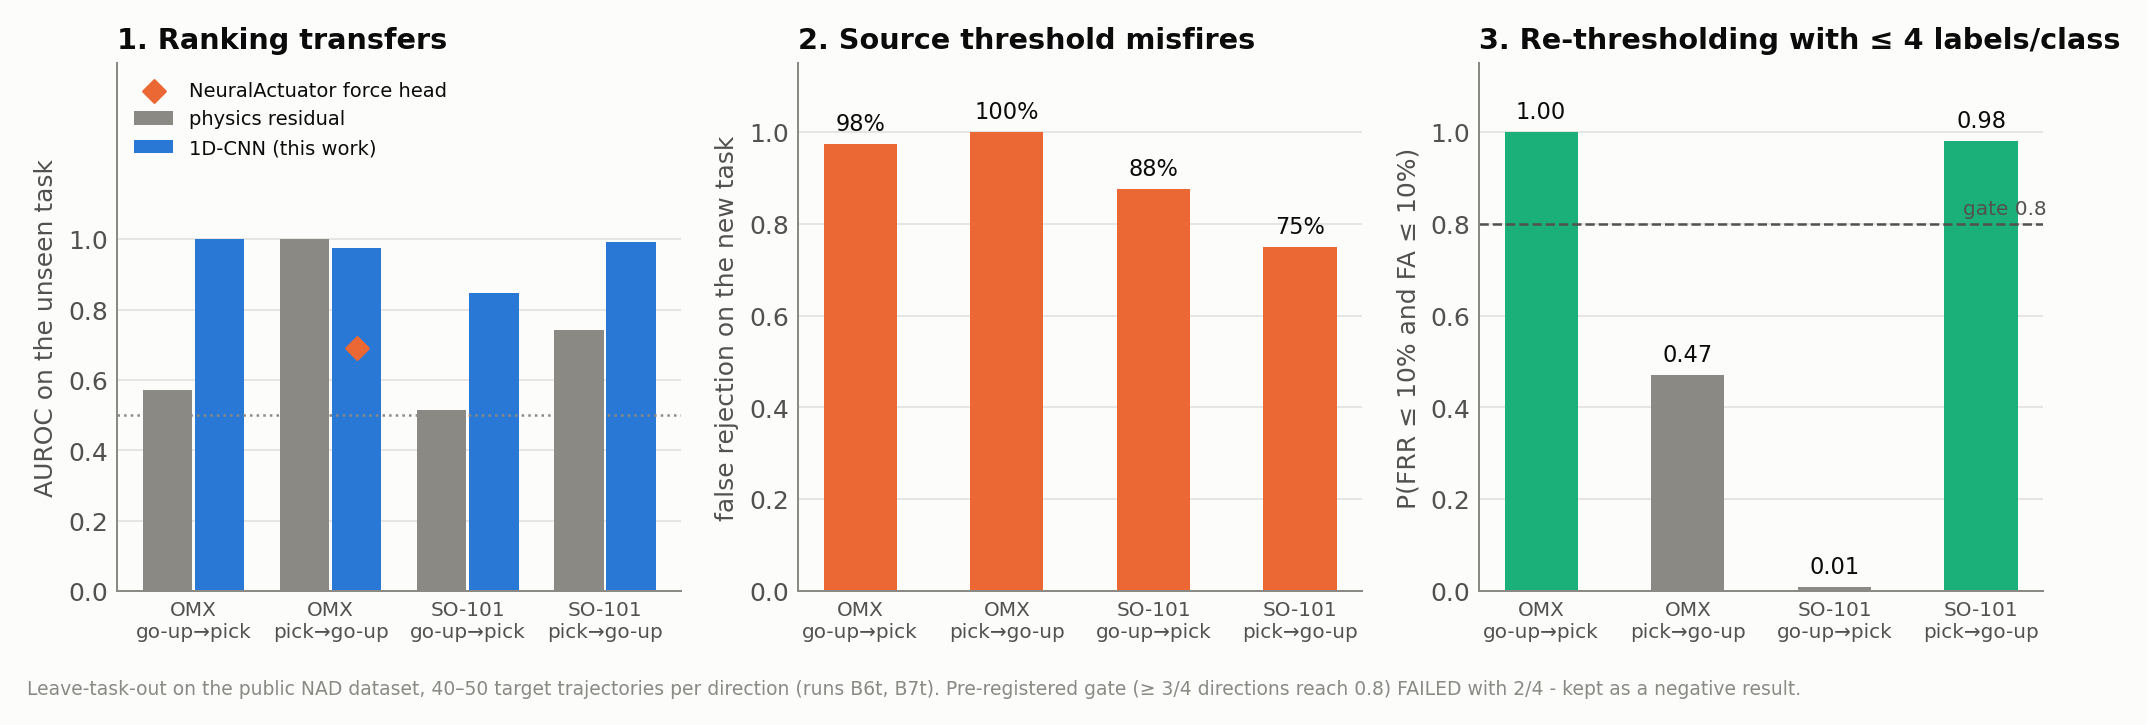 1. Ranking transfers
NeuralActuator force head
physics residual
1D-CNN (this work)
AUROC on the unseen task
1.0
0.8
0.6
0.4
0.2
0.0
OMX
go-up→pick
OMX
pick→go-up
SO-101
go-up→pick
SO-101
pick→go-up
2. Source threshold misfires
false rejection on the new task
1.0
0.8
0.6
0.4
0.2
0.0
98%
100%
88%
75%
OMX
go-up→pick
OMX
pick→go-up
SO-101
go-up→pick
SO-101
pick→go-up
3. Re-thresholding with ≤ 4 labels/class
P(FRR ≤ 10% and FA ≤ 10%)
1.0
0.8
0.6
0.4
0.2
0.0
1.00
0.47
0.01
0.98
gate 0.8
OMX
go-up→pick
OMX
pick→go-up
SO-101
go-up→pick
SO-101
pick→go-up
Leave-task-out on the public NAD dataset, 40–50 target trajectories per direction (runs B6t, B7t). Pre-registered gate (≥ 3/4 directions reach 0.8) FAILED with 2/4 - kept as a negative result.